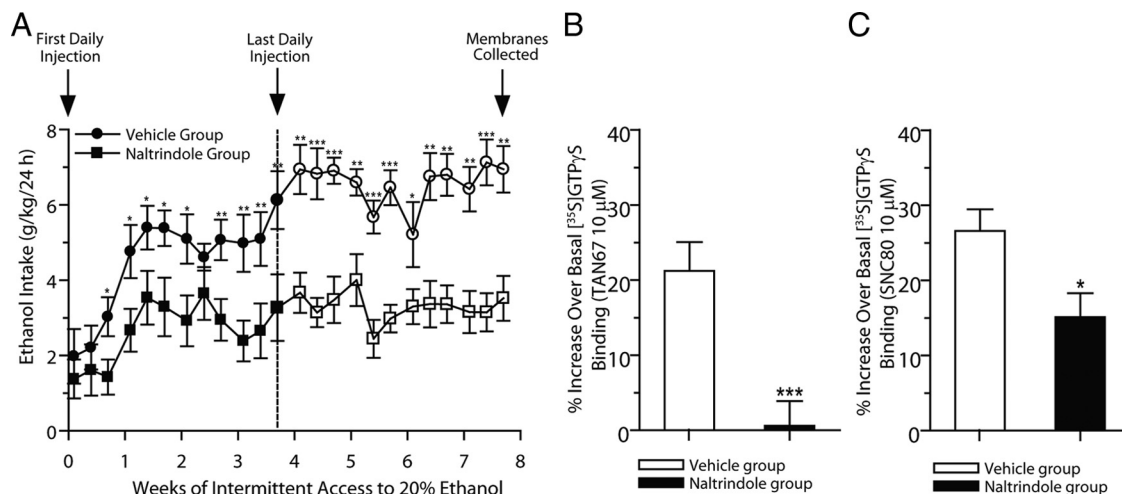 A
First Daily
Injection
Last Daily
Injection
Membranes
Collected
Vehicle Group
Naltrindole Group
Ethanol Intake (g/kg/24 h)
8
6
4
2
0
* * * * * ** ** ** ** ** *** *** ** *** *** * ** ** ** *** **
0 1 2 3 4 5 6 7 8
Weeks of Intermittent Access to 20% Ethanol
B
% Increase Over Basal [³⁵S]GTPγS
Binding (TAN67 10 μM)
40
30
20
10
0
***
Vehicle group
Naltrindole group
C
% Increase Over Basal [³⁵S]GTPγS
Binding (SNC80 10 μM)
40
30
20
10
0
*
Vehicle group
Naltrindole group